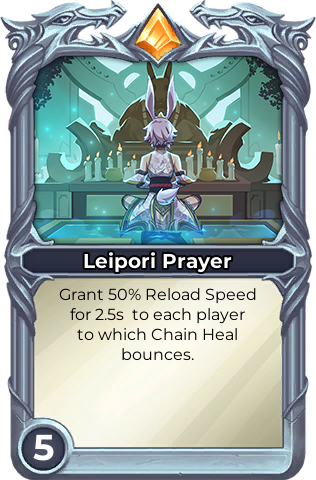 Leipori Prayer
Grant 50% Reload Speed
for 2.5s to each player
to which Chain Heal
bounces.
5